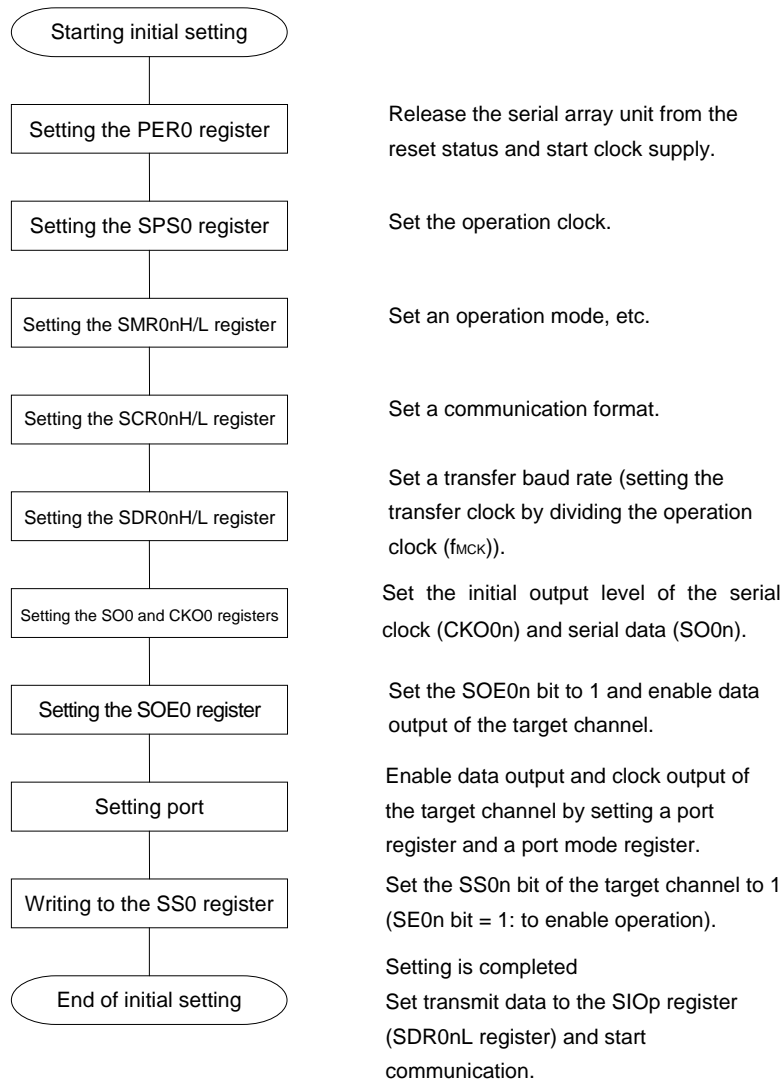 Starting initial setting
Setting the PER0 register
Release the serial array unit from the
reset status and start clock supply.
Setting the SPS0 register
Set the operation clock.
Setting the SMR0nH/L register
Set an operation mode, etc.
Setting the SCR0nH/L register
Set a communication format.
Setting the SDR0nH/L register
Set a transfer baud rate (setting the
transfer clock by dividing the operation
clock (fMCK)).
Setting the SO0 and CKO0 registers
Set the initial output level of the serial
clock (CKO0n) and serial data (SO0n).
Setting the SOE0 register
Set the SOE0n bit to 1 and enable data
output of the target channel.
Setting port
Enable data output and clock output of
the target channel by setting a port
register and a port mode register.
Writing to the SS0 register
Set the SS0n bit of the target channel to 1
(SE0n bit = 1: to enable operation).
End of initial setting
Setting is completed
Set transmit data to the SIOp register
(SDR0nL register) and start
communication.